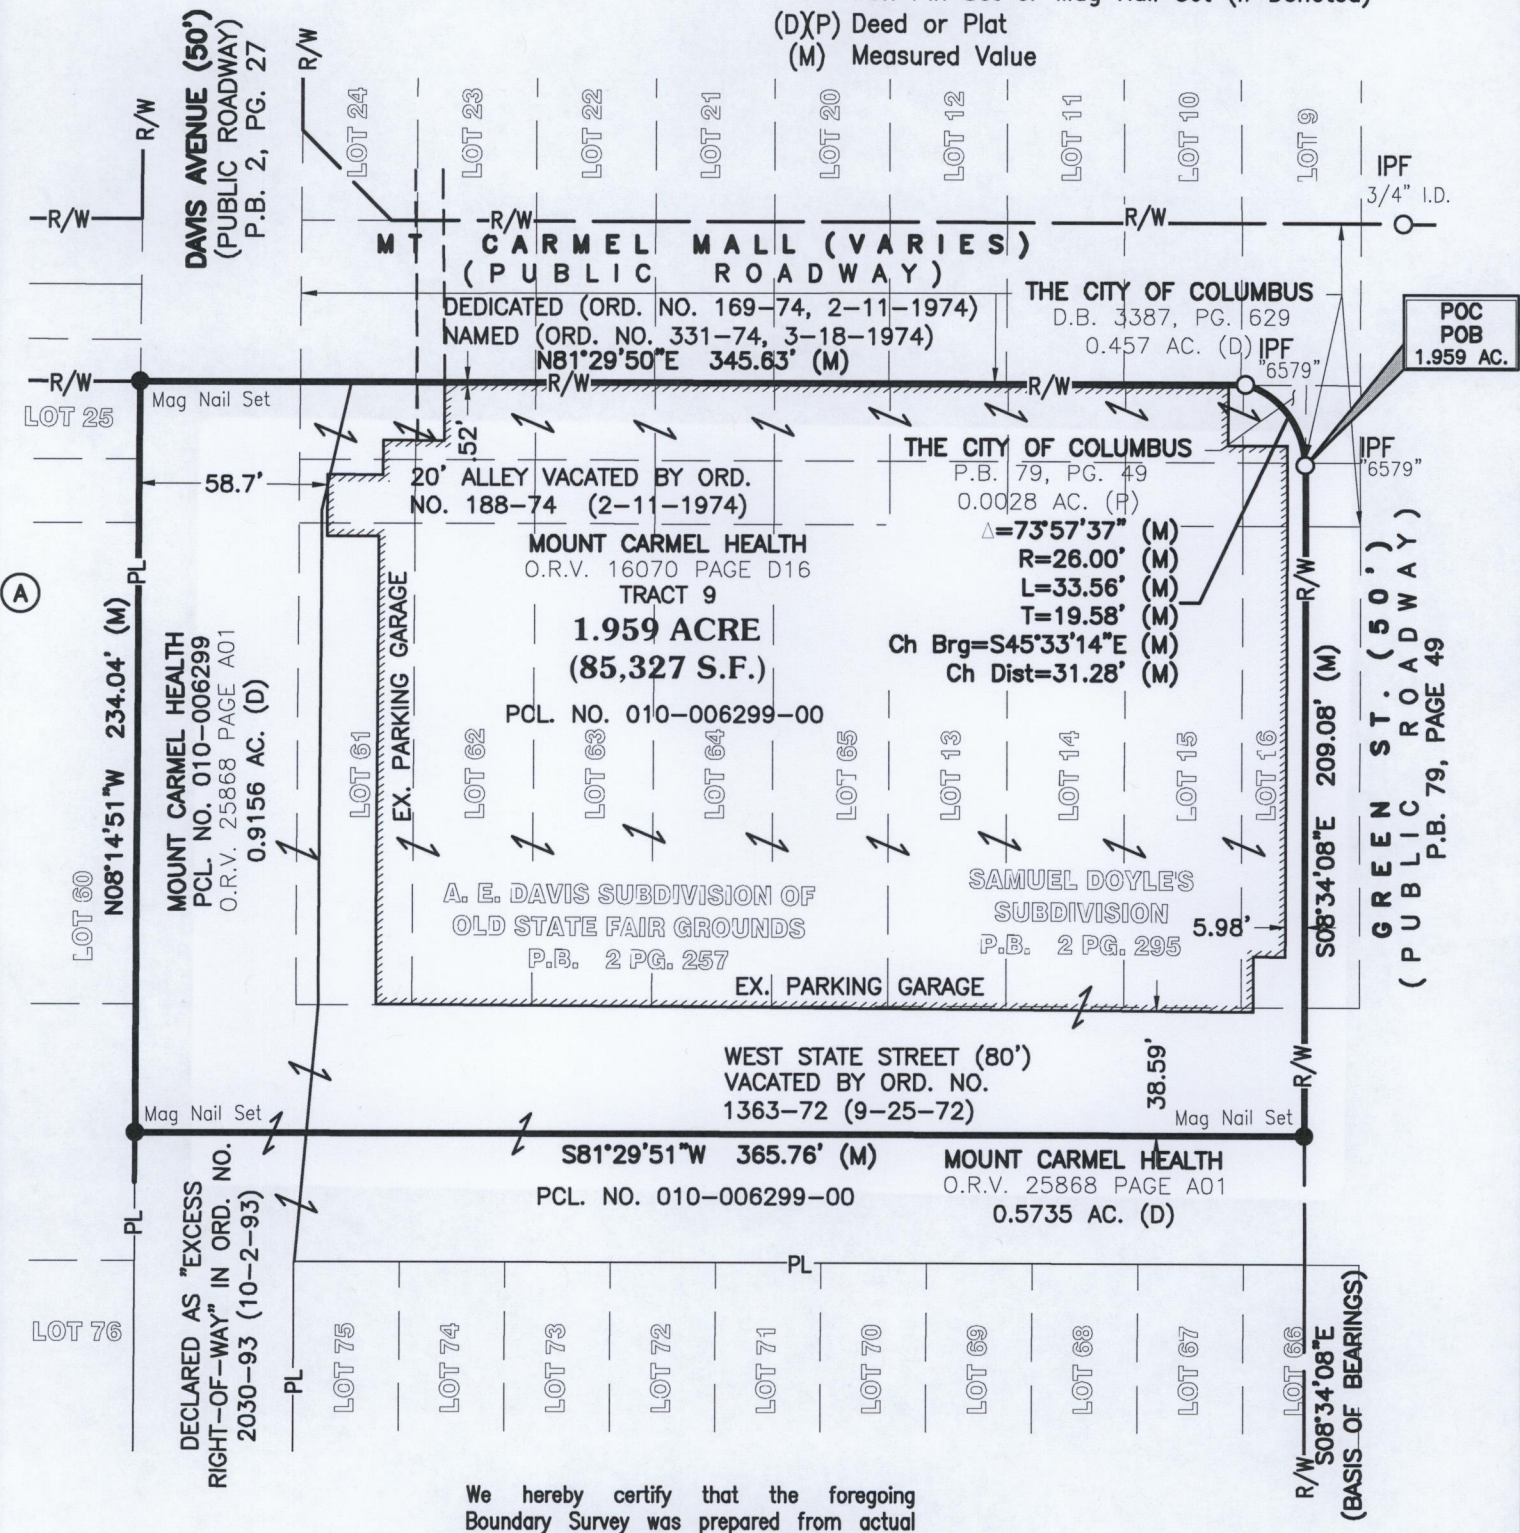 (D)(P) Deed or Plat
(M) Measured Value
R/W
DAVIS AVENUE (50')
(PUBLIC ROADWAY)
P.B. 2, PG. 27
R/W
LOT 24
LOT 23
LOT 22
LOT 21
LOT 20
LOT 12
LOT 11
LOT 10
LOT 9
IPF
3/4" I.D.
R/W
R/W
R/W
MT CARMEL MALL (VARIES)
(PUBLIC ROADWAY)
DEDICATED (ORD. NO. 169-74, 2-11-1974)
NAMED (ORD. NO. 331-74, 3-18-1974)
N81°29'50"E 345.63' (M)
THE CITY OF COLUMBUS
D.B. 3387, PG. 629
0.457 AC. (D)
IPF
"6579"
POC
POB
1.959 AC.
R/W
R/W
R/W
Mag Nail Set
LOT 25
.52'
58.7'
20' ALLEY VACATED BY ORD.
NO. 188-74 (2-11-1974)
THE CITY OF COLUMBUS
P.B. 79, PG. 49
0.0028 AC. (P)
IPF
"6579"
Δ=73°57'37" (M)
R=26.00' (M)
L=33.56' (M)
T=19.58' (M)
Ch Brg=S45°33'14"E (M)
Ch Dist=31.28' (M)
MOUNT CARMEL HEALTH
O.R.V. 16070 PAGE D16
TRACT 9
1.959 ACRE
(85,327 S.F.)
PCL. NO. 010-006299-00
A
PL
N08°14'51"W 234.04' (M)
MOUNT CARMEL HEALTH
PCL. NO. 010-006299
O.R.V. 25868 PAGE A01
0.9156 AC. (D)
EX. PARKING GARAGE
R/W
S08°34'08"E 209.08' (M)
GREEN ST. (50')
(PUBLIC ROADWAY)
P.B. 79, PAGE 49
LOT 60
LOT 61
LOT 62
LOT 63
LOT 64
LOT 65
LOT 13
LOT 14
LOT 15
LOT 16
A. E. DAVIS SUBDIVISION OF
OLD STATE FAIR GROUNDS
P.B. 2 PG. 257
SAMUEL DOYLE'S
SUBDIVISION
P.B. 2 PG. 295
5.98'
EX. PARKING GARAGE
WEST STATE STREET (80')
VACATED BY ORD. NO.
1363-72 (9-25-72)
38.59'
R/W
Mag Nail Set
Mag Nail Set
S81°29'51"W 365.76' (M)
PCL. NO. 010-006299-00
MOUNT CARMEL HEALTH
O.R.V. 25868 PAGE A01
0.5735 AC. (D)
PL
DECLARED AS "EXCESS
RIGHT-OF-WAY" IN ORD. NO.
2030-93 (10-2-93)
PL
PL
LOT 76
LOT 75
LOT 74
LOT 73
LOT 72
LOT 71
LOT 70
LOT 69
LOT 68
LOT 67
LOT 66
R/W
S08°34'08"E
(BASIS OF BEARINGS)
We hereby certify that the foregoing
Boundary Survey was prepared from actual